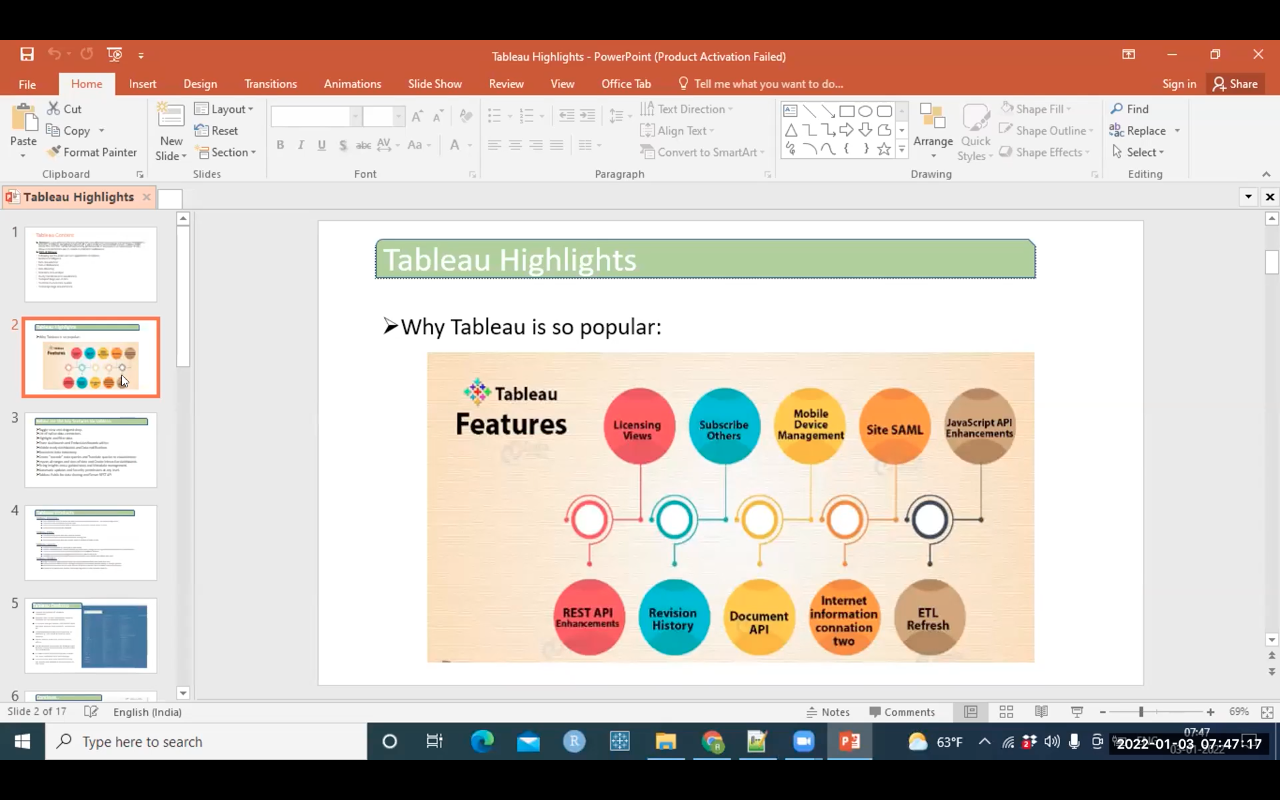 Tableau Highlights - PowerPoint (Product Activation Failed)
File Home Insert Design Transitions Animations Slide Show Review View Office Tab Tell me what you want to do... Sign in Share
Paste
Cut
Copy
Format Painter
Clipboard
New
Slide
Layout
Reset
Section
Slides
B I U S abc AV Aa A
Font
Text Direction
Align Text
Convert to SmartArt
Paragraph
Arrange
Quick
Styles
Shape Fill
Shape Outline
Shape Effects
Drawing
Find
Replace
Select
Editing
Tableau Highlights
1
2
3
4
5
6
Tableau Highlights
Why Tableau is so popular:
Tableau
Features
Licensing
Views
Subscribe
Others
Mobile
Device
Management
Site SAML
JavaScript API
Enhancements
REST API
Enhancements
Revision
History
Document
API
Internet
information
connation
two
ETL
Refresh
Slide 2 of 17 English (India) Notes Comments 69%
Type here to search
63°F
07:47
2022-01-03 07:47:17